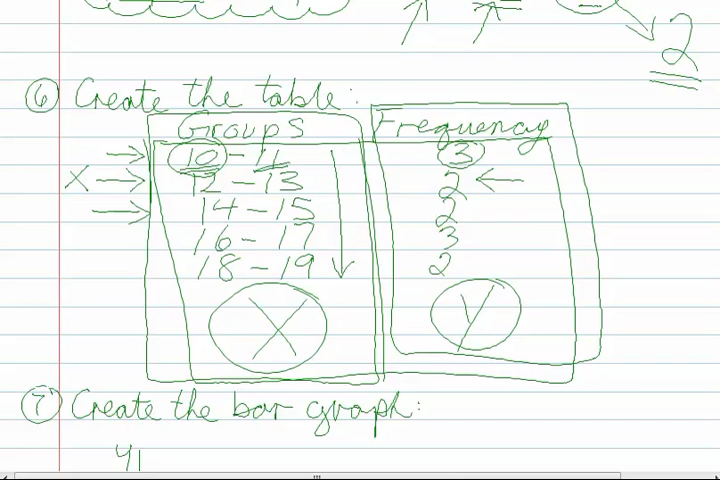 2
⑥ Create the table:
Groups Frequency
10 - 11 3
X 12 - 13 2
14 - 15 2
16 - 17 3
18 - 19 2
X Y
⑦ Create the bar graph:
y